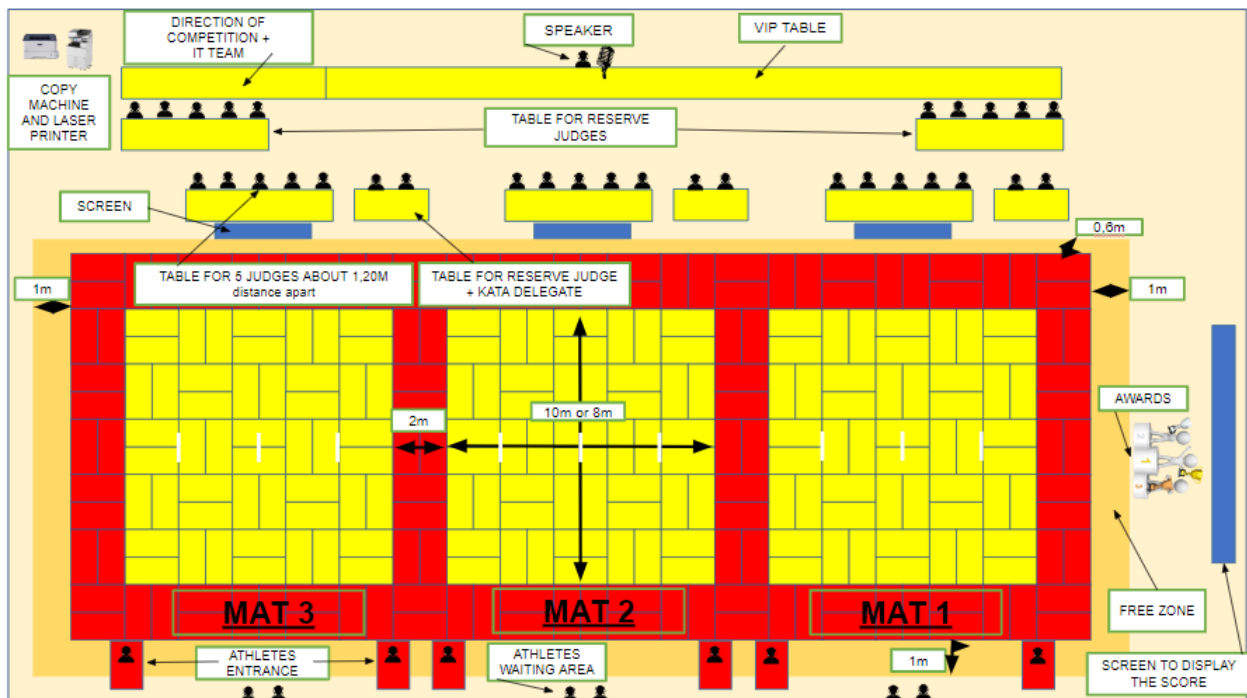 DIRECTION OF
COMPETITION +
IT TEAM
SPEAKER
VIP TABLE
COPY
MACHINE
AND LASER
PRINTER
TABLE FOR RESERVE
JUDGES
SCREEN
0,6m
TABLE FOR 5 JUDGES ABOUT 1,20M
distance apart
TABLE FOR RESERVE JUDGE
+ KATA DELEGATE
1m
1m
10m or 8m
2m
AWARDS
2
1
3
MAT 3
MAT 2
MAT 1
FREE ZONE
ATHLETES
ENTRANCE
ATHLETES
WAITING AREA
1m
SCREEN TO DISPLAY
THE SCORE